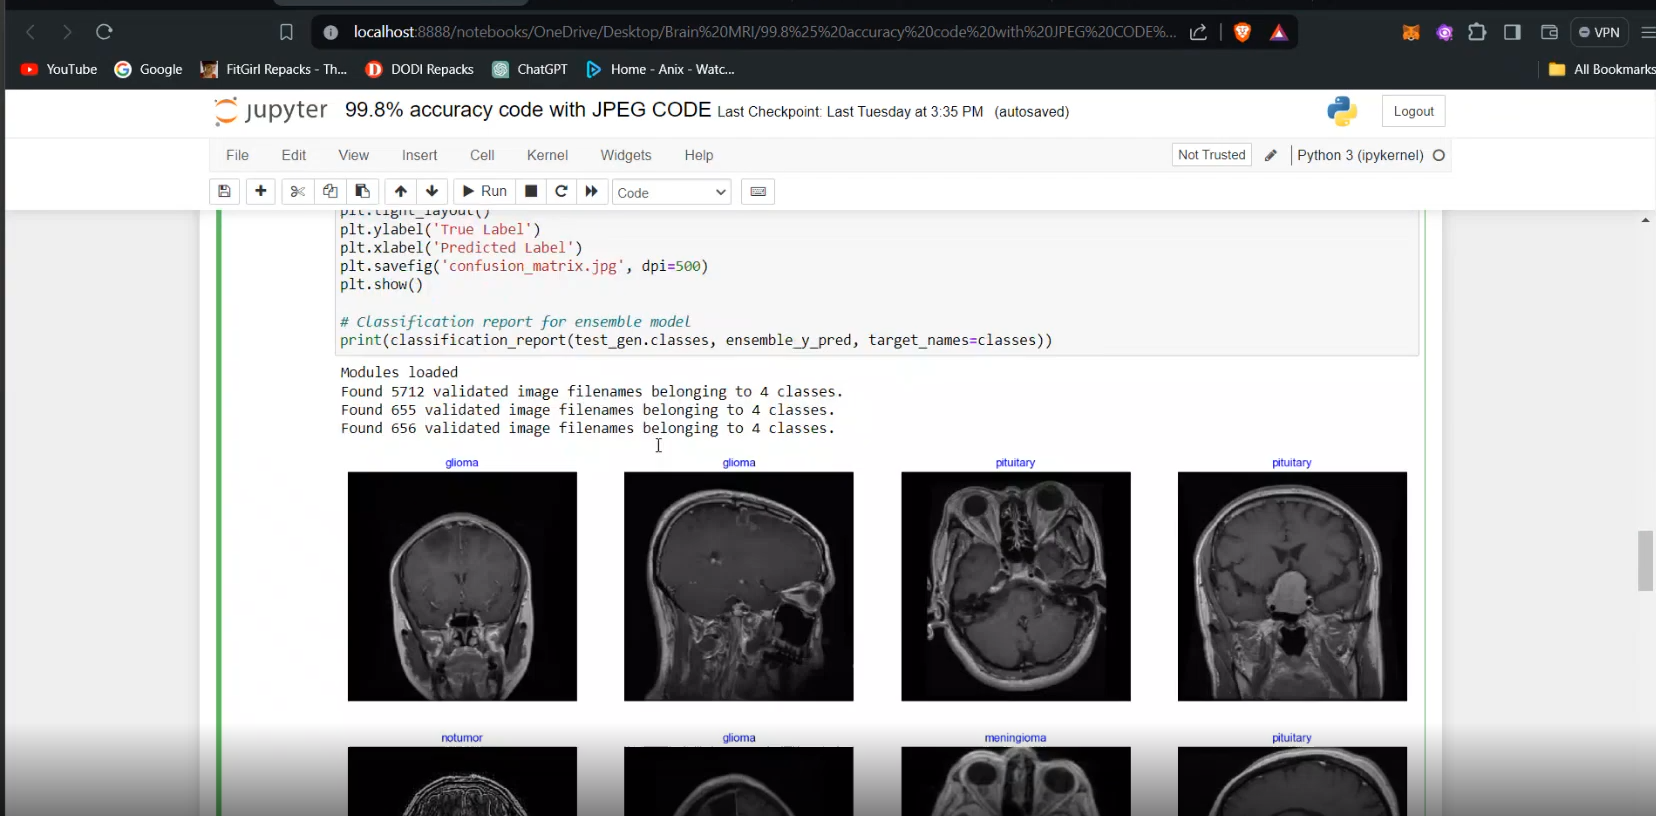 localhost:8888/notebooks/OneDrive/Desktop/Brain%20MRI/99.8%25%20accuracy%20code%20with%20JPEG%20CODE%...
VPN
YouTube Google FitGirl Repacks - Th... DODI Repacks ChatGPT Home - Anix - Watc... All Bookmarks
jupyter 99.8% accuracy code with JPEG CODE Last Checkpoint: Last Tuesday at 3:35 PM (autosaved) Logout
File Edit View Insert Cell Kernel Widgets Help Not Trusted Python 3 (ipykernel)
Run Code
plt.tight_layout()
plt.ylabel('True Label')
plt.xlabel('Predicted Label')
plt.savefig('confusion_matrix.jpg', dpi=500)
plt.show()
# Classification report for ensemble model
print(classification_report(test_gen.classes, ensemble_y_pred, target_names=classes))
Modules loaded
Found 5712 validated image filenames belonging to 4 classes.
Found 655 validated image filenames belonging to 4 classes.
Found 656 validated image filenames belonging to 4 classes.
glioma glioma pituitary pituitary
notumor glioma meningioma pituitary